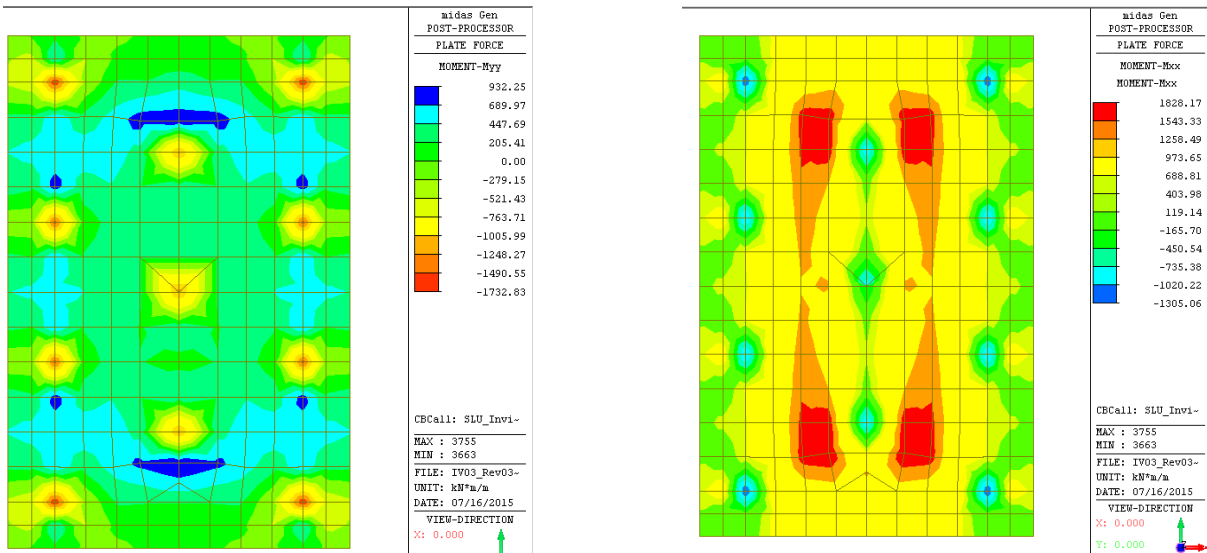 midas Gen
POST-PROCESSOR
PLATE FORCE
MOMENT-Myy
932.25
689.97
447.69
205.41
0.00
-279.15
-521.43
-763.71
-1005.99
-1248.27
-1490.55
-1732.83
CBCall: SLU_Invi~
MAX : 3755
MIN : 3663
FILE: IV03_Rev03~
UNIT: kN*m/m
DATE: 07/16/2015
VIEW-DIRECTION
X: 0.000
midas Gen
POST-PROCESSOR
PLATE FORCE
MOMENT-Mxx
MOMENT-Mxx
1828.17
1543.33
1258.49
973.65
688.81
403.98
119.14
-165.70
-450.54
-735.38
-1020.22
-1305.06
CBCall: SLU_Invi~
MAX : 3755
MIN : 3663
FILE: IV03_Rev03~
UNIT: kN*m/m
DATE: 07/16/2015
VIEW-DIRECTION
X: 0.000
Y: 0.000